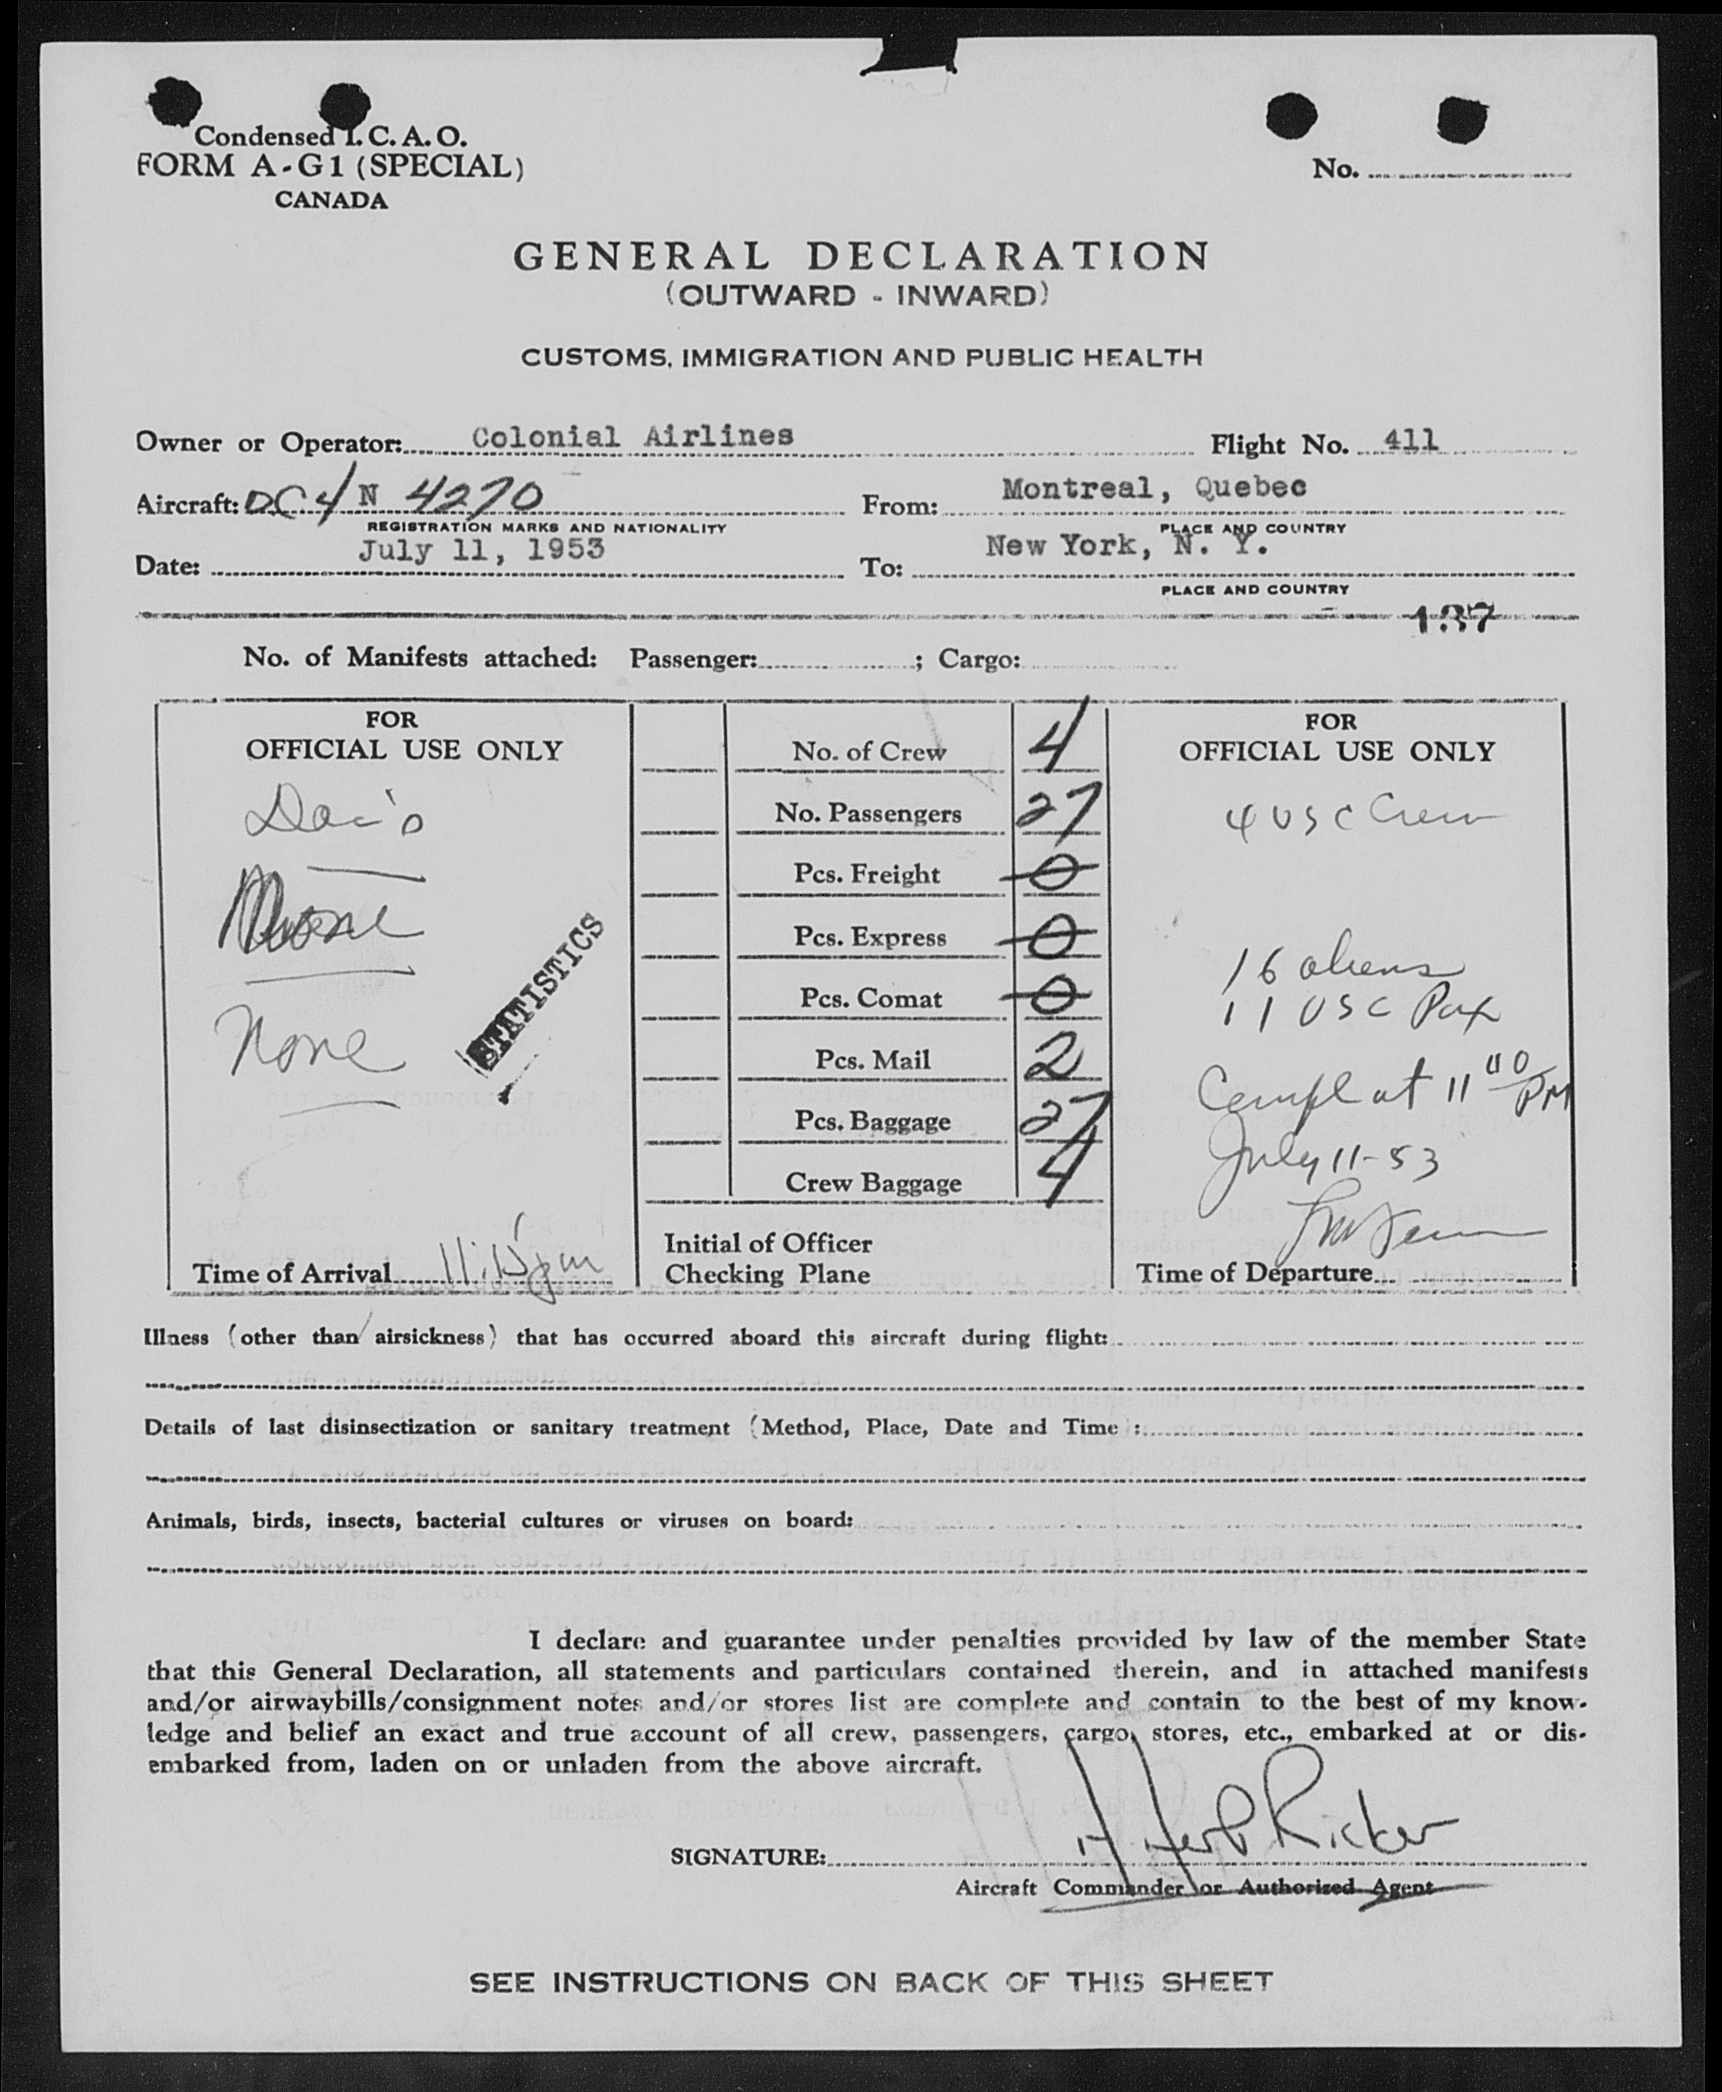 Condensed I. C. A. O.
FORM A-G1 (SPECIAL)
CANADA
No.
GENERAL DECLARATION
(OUTWARD - INWARD)
CUSTOMS, IMMIGRATION AND PUBLIC HEALTH
Owner or Operator: Colonial Airlines Flight No. 411
Aircraft: DC4 N 4270 From: Montreal, Quebec
REGISTRATION MARKS AND NATIONALITY PLACE AND COUNTRY
Date: July 11, 1953 To: New York, N. Y.
PLACE AND COUNTRY
137
No. of Manifests attached: Passenger: ; Cargo:
FOR
OFFICIAL USE ONLY
None
None
STATISTICS
Time of Arrival 11:15 pm
No. of Crew 4
No. Passengers 27
Pcs. Freight 0
Pcs. Express 0
Pcs. Comat 0
Pcs. Mail 2
Pcs. Baggage 27
Crew Baggage 4
Initial of Officer
Checking Plane
FOR
OFFICIAL USE ONLY
4 USC Crew
16 aliens
11 USC Pax
Compl at 11 40 PM
July 11-53
Time of Departure
Illness (other than airsickness) that has occurred aboard this aircraft during flight:
Details of last disinsectization or sanitary treatment (Method, Place, Date and Time) :
Animals, birds, insects, bacterial cultures or viruses on board:
I declare and guarantee under penalties provided by law of the member State
that this General Declaration, all statements and particulars contained therein, and in attached manifests
and/or airwaybills/consignment notes and/or stores list are complete and contain to the best of my know-
ledge and belief an exact and true account of all crew, passengers, cargo, stores, etc., embarked at or dis-
embarked from, laden on or unladen from the above aircraft.
SIGNATURE: H Herb Ricker
Aircraft Commander or Authorized Agent
SEE INSTRUCTIONS ON BACK OF THIS SHEET